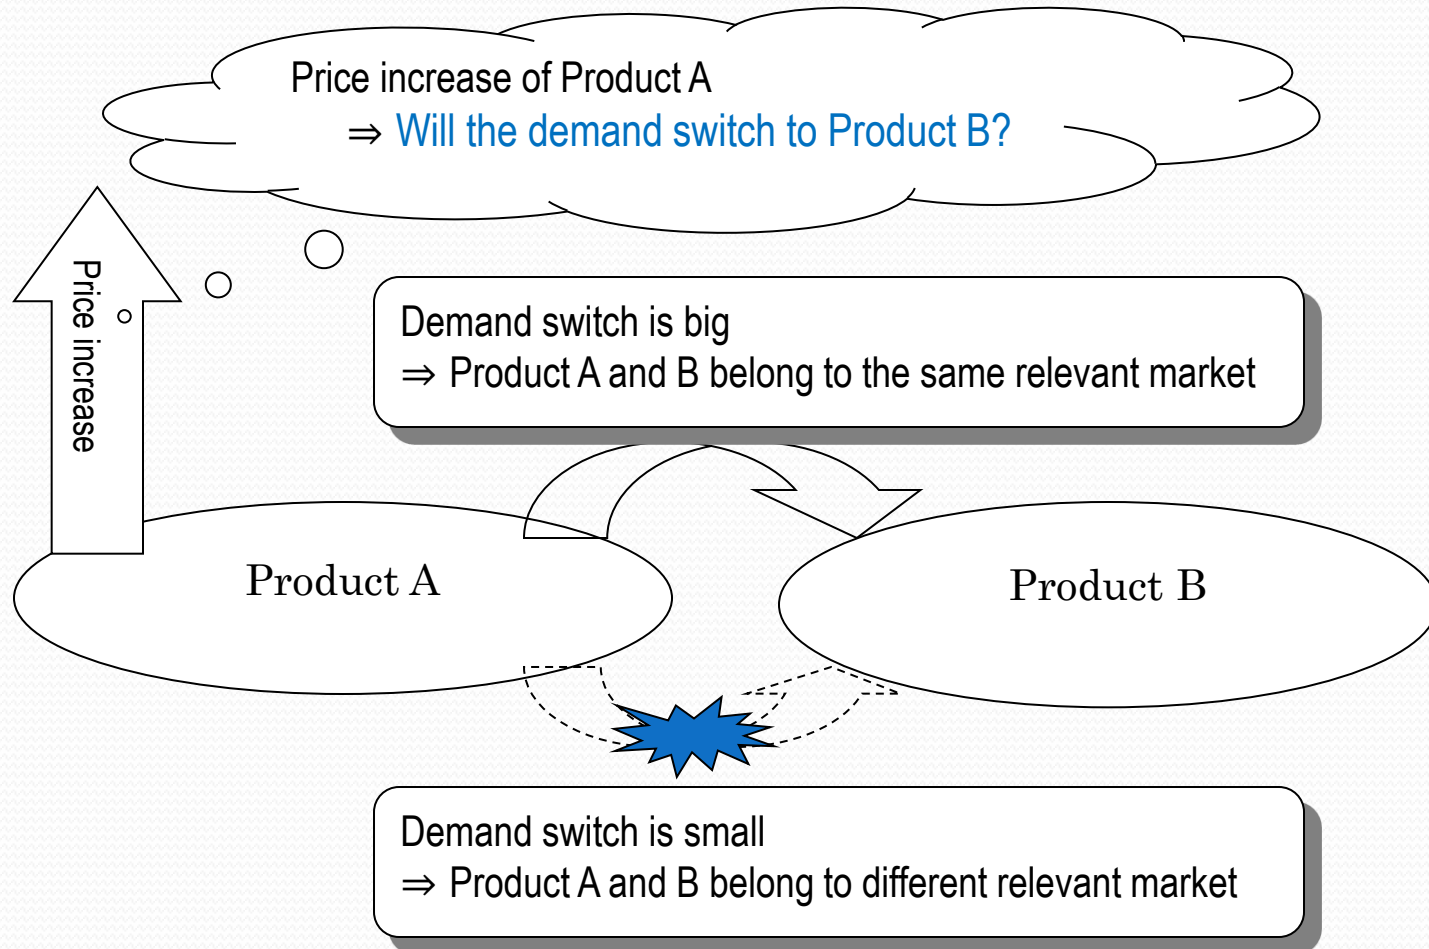 Price increase of Product A
⇒ Will the demand switch to Product B?
Price increase
Demand switch is big
⇒ Product A and B belong to the same relevant market
Product A
Product B
Demand switch is small
⇒ Product A and B belong to different relevant market